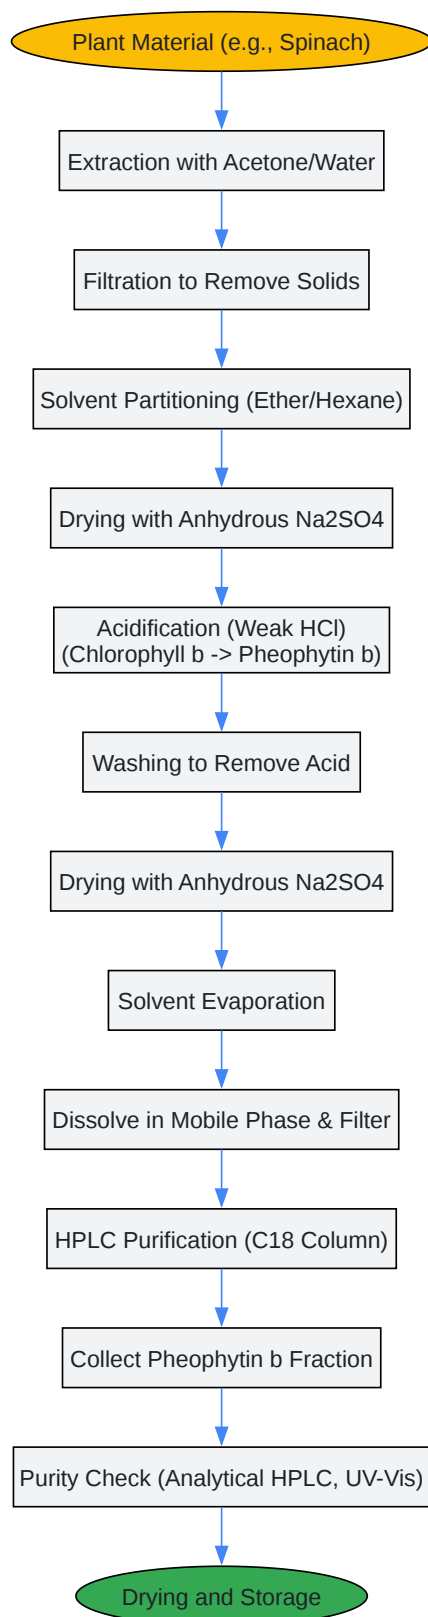 Plant Material (e.g., Spinach)
Extraction with Acetone/Water
Filtration to Remove Solids
Solvent Partitioning (Ether/Hexane)
Drying with Anhydrous Na2SO4
Acidification (Weak HCl)
(Chlorophyll b -> Pheophytin b)
Washing to Remove Acid
Drying with Anhydrous Na2SO4
Solvent Evaporation
Dissolve in Mobile Phase & Filter
HPLC Purification (C18 Column)
Collect Pheophytin b Fraction
Purity Check (Analytical HPLC, UV-Vis)
Drying and Storage